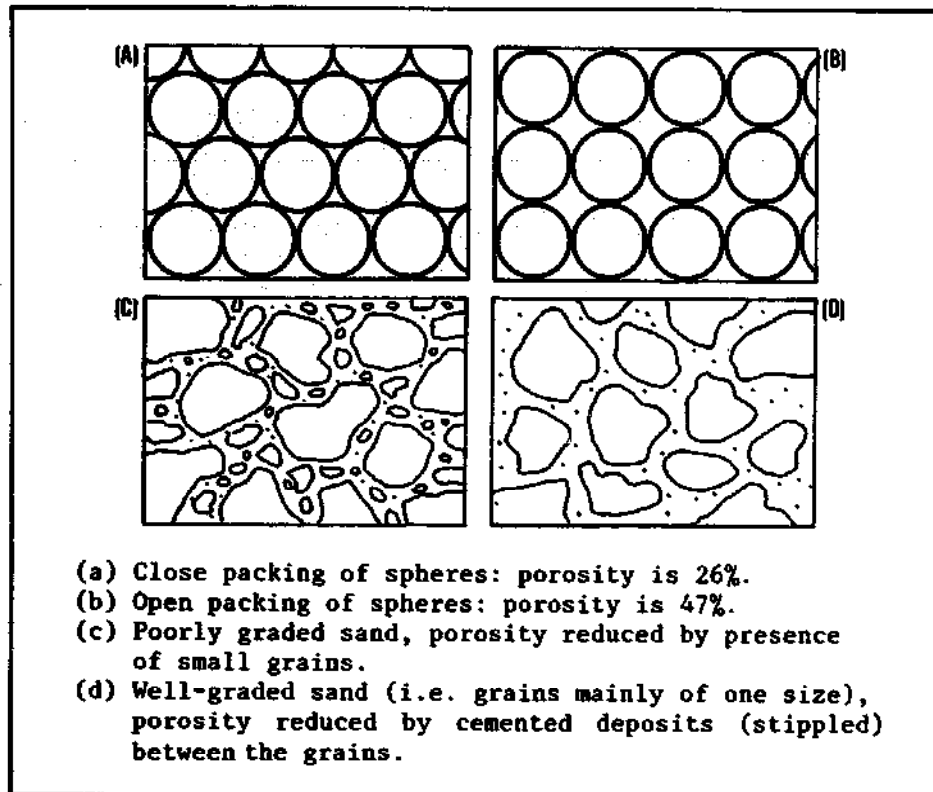 (A)
(B)
(C)
(D)
(a) Close packing of spheres: porosity is 26%.
(b) Open packing of spheres: porosity is 47%.
(c) Poorly graded sand, porosity reduced by presence
of small grains.
(d) Well-graded sand (i.e. grains mainly of one size),
porosity reduced by cemented deposits (stippled)
between the grains.